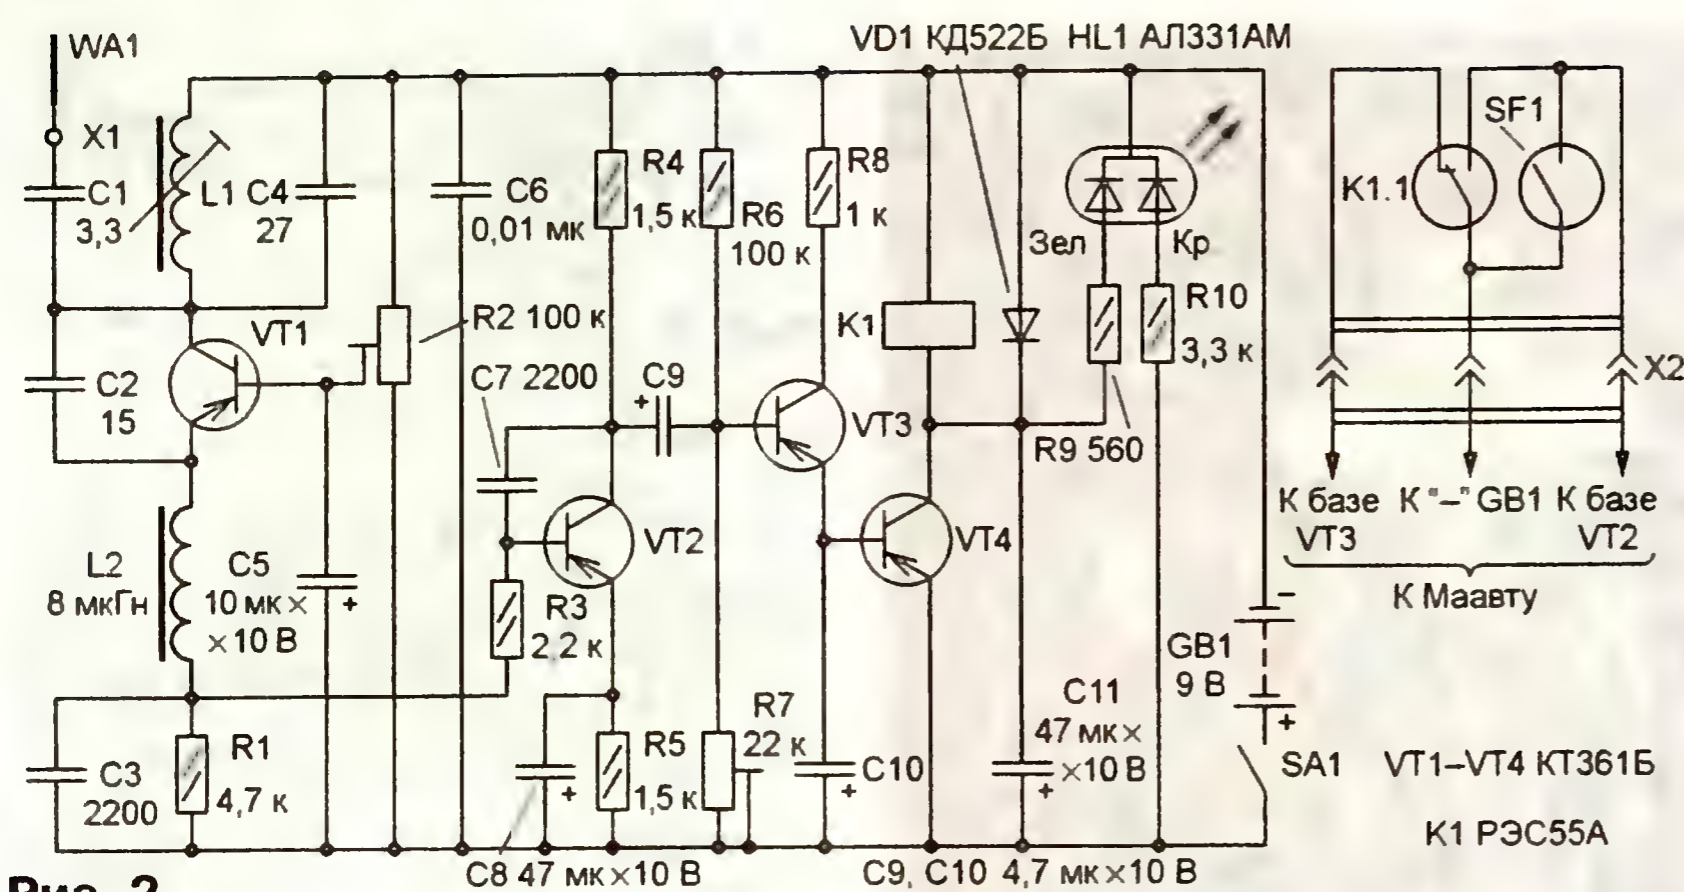 WA1
VD1 КД522Б HL1 АЛ331АМ
X1
C1
3,3
L1
C4
27
C6
0,01 мк
R4
1,5 к
R6
100 к
R8
1 к
Зел
Кр
K1.1
SF1
VT1
R2 100 к
C7 2200
C9
+
K1
R10
3,3 к
X2
C2
15
VT3
R9 560
К базе
VT3
К "–" GB1
К базе
VT2
К Маавту
VT2
VT4
L2
8 мкГн
C5
10 мк ×
×10 В
+
R3
2,2 к
–
GB1
9 В
+
C11
47 мк ×
×10 В
+
R7
22 к
R1
4,7 к
C3
2200
R5
1,5 к
+
C10
+
SA1
VT1–VT4 КТ361Б
K1 РЭС55А
C8 47 мк×10 В
C9, C10 4,7 мк×10 В
Рис. 2